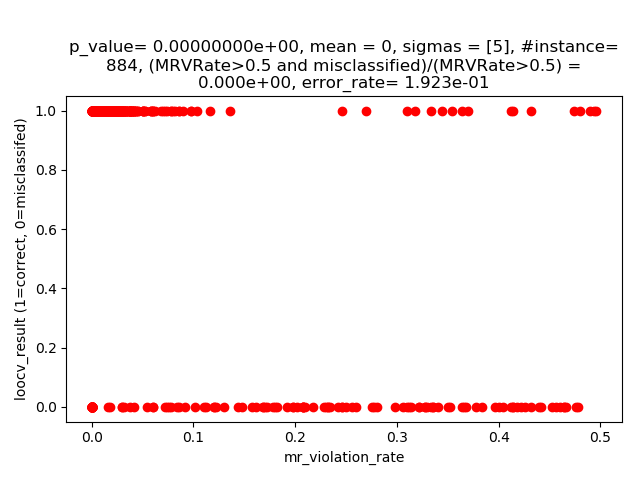 p_value= 0.00000000e+00, mean = 0, sigmas = [5], #instance=
884, (MRVRate>0.5 and misclassified)/(MRVRate>0.5) =
0.000e+00, error_rate= 1.923e-01
1.0
0.8
0.6
0.4
0.2
0.0
loocv_result (1=correct, 0=misclassifed)
0.0 0.1 0.2 0.3 0.4 0.5
mr_violation_rate